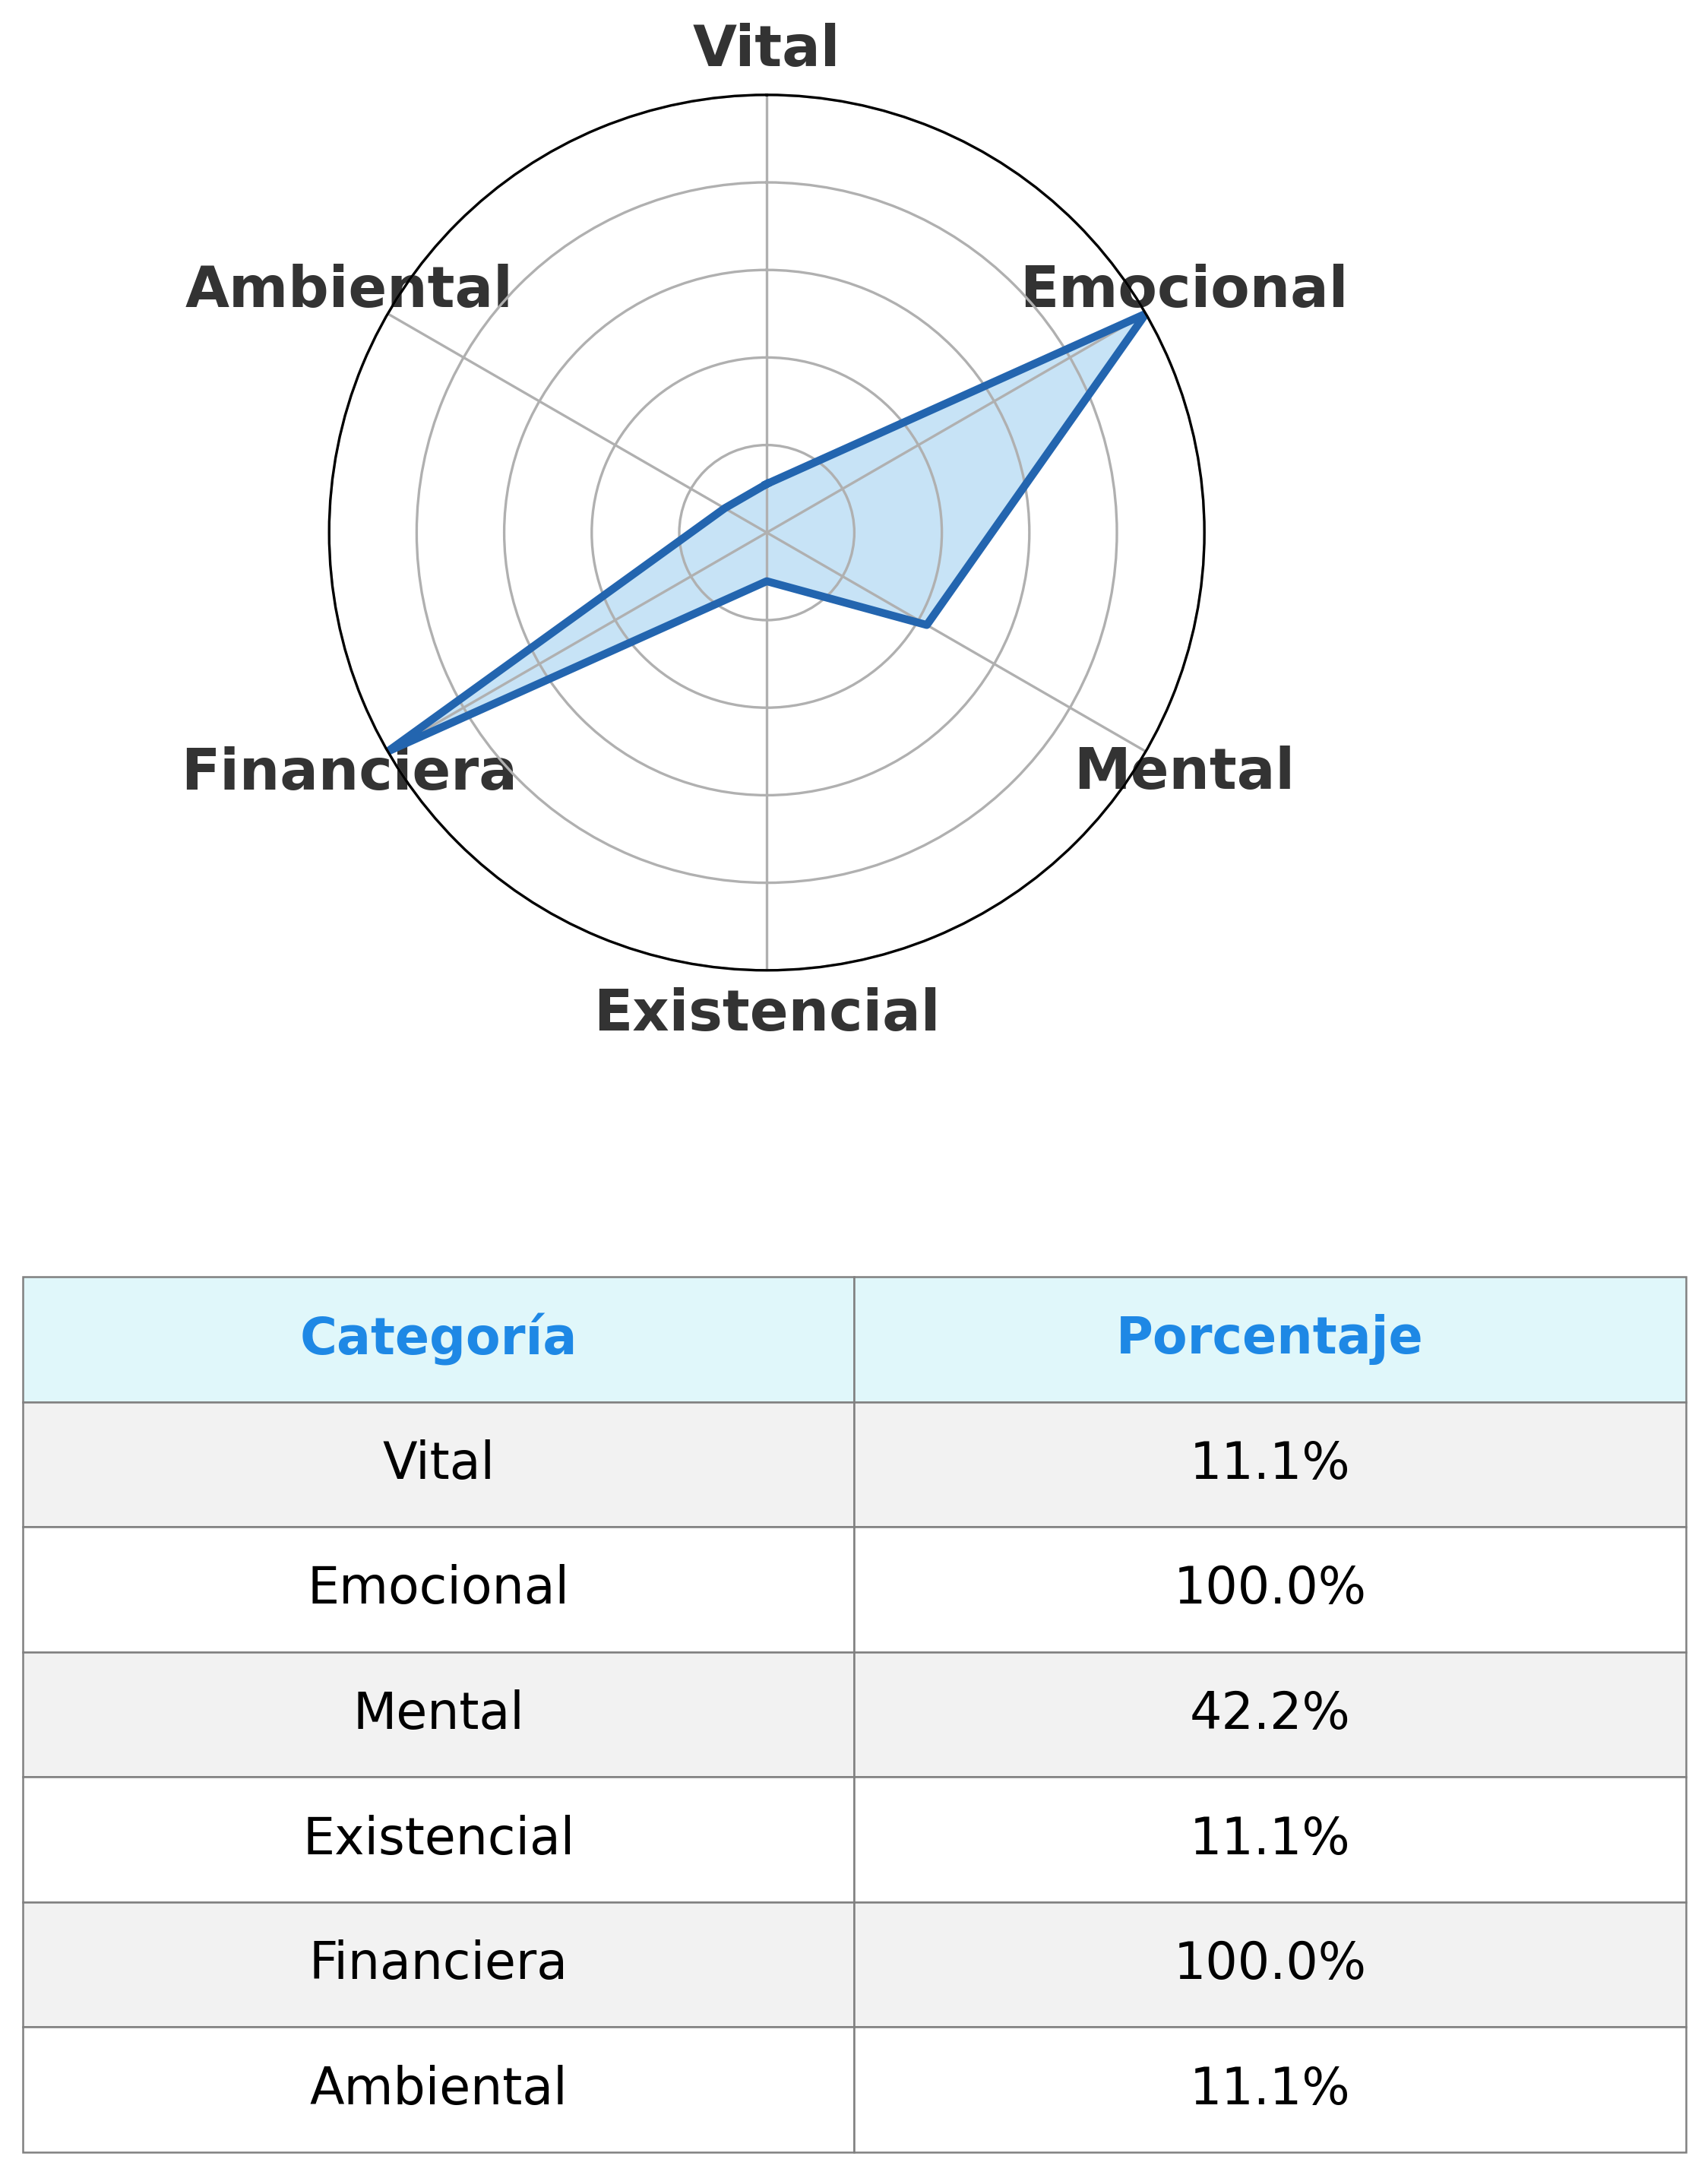 Vital
Ambiental
Emocional
Financiera
Mental
Existencial
Categoría Porcentaje
Vital 11.1%
Emocional 100.0%
Mental 42.2%
Existencial 11.1%
Financiera 100.0%
Ambiental 11.1%